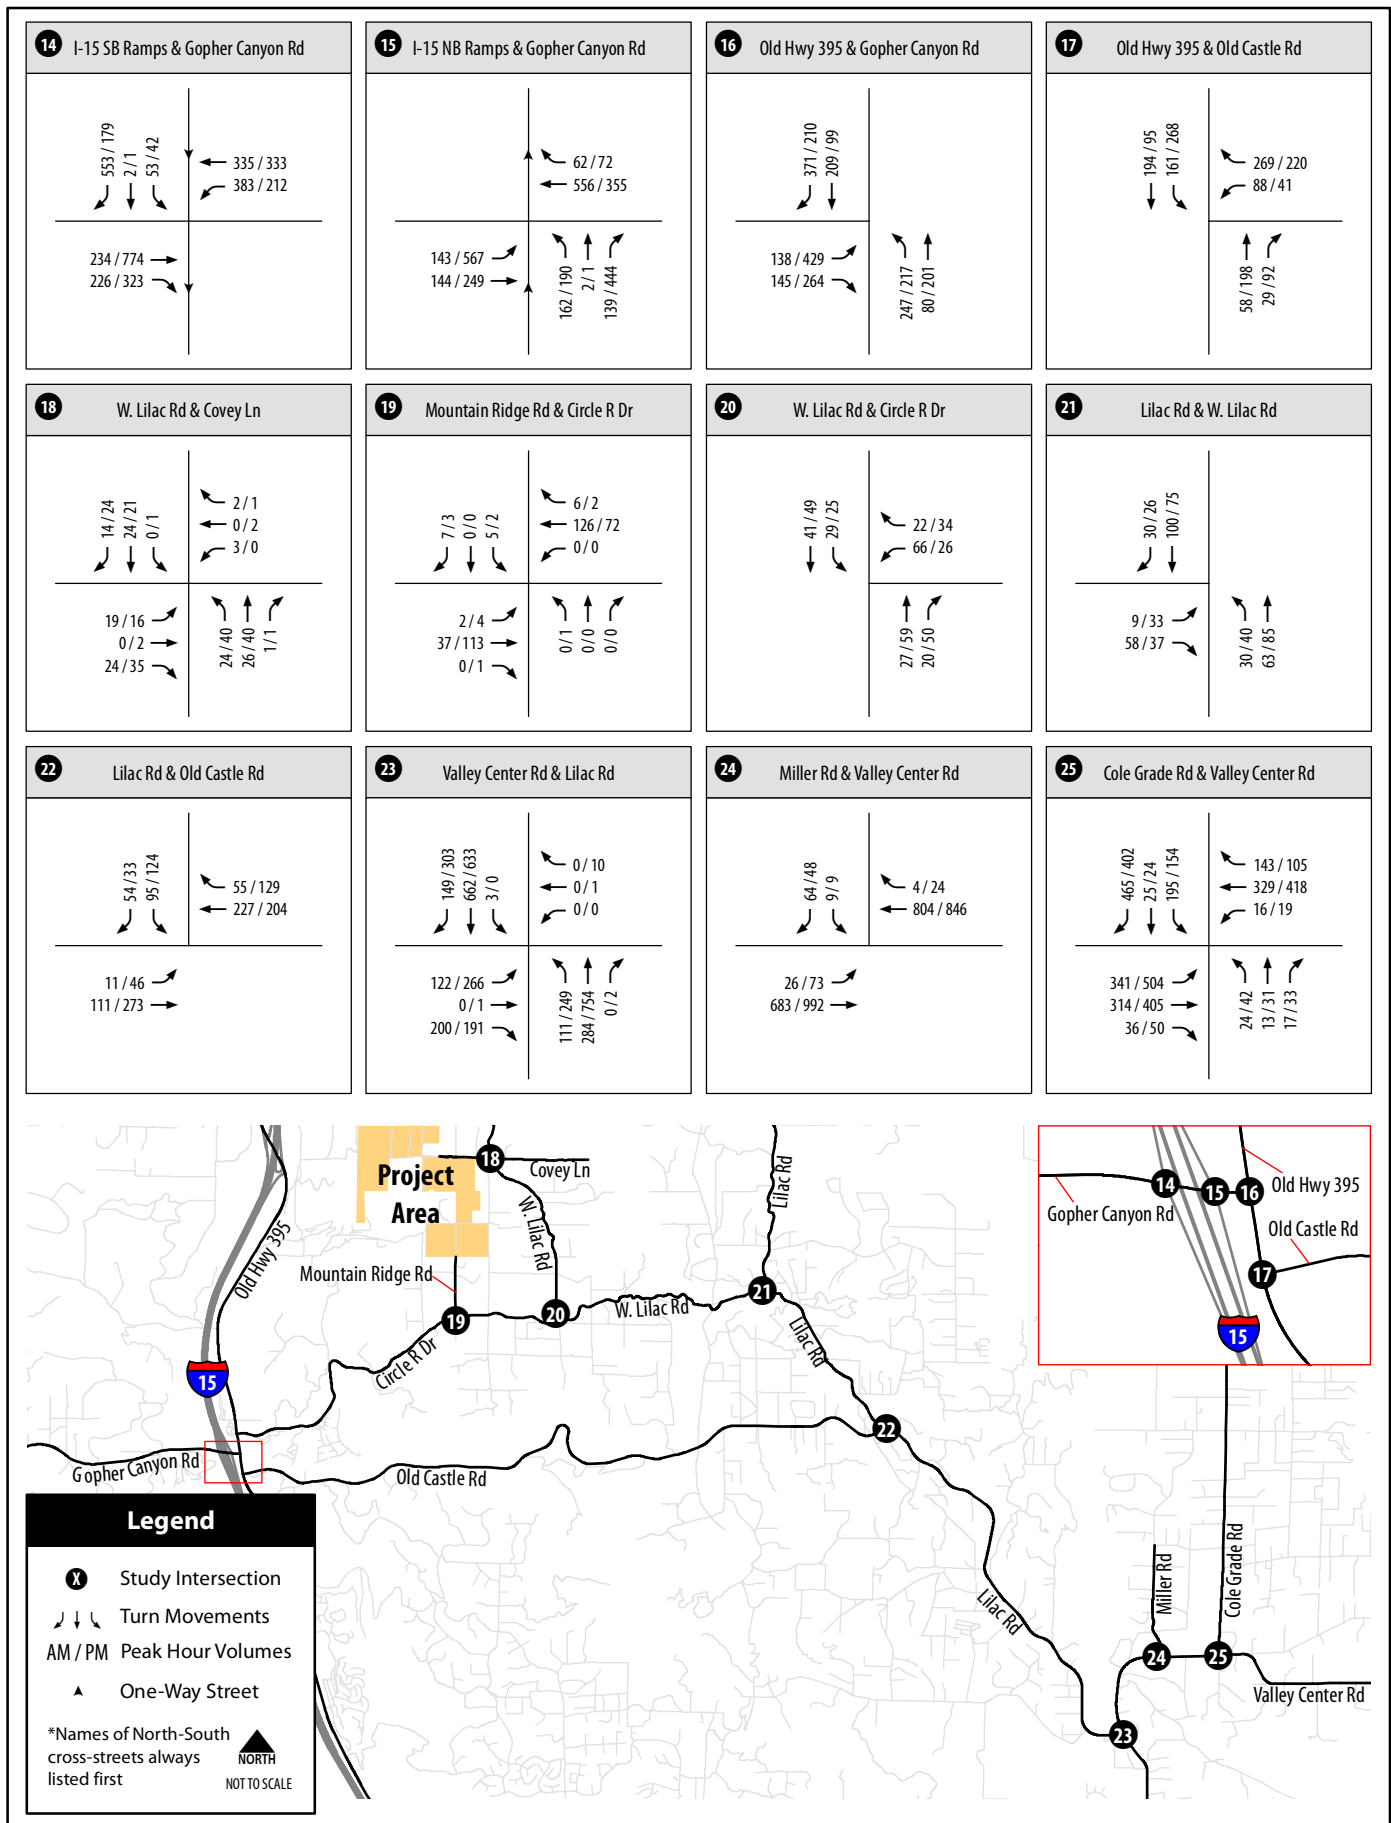 14 I-15 SB Ramps & Gopher Canyon Rd
553 / 179
2 / 1
53 / 42
335 / 333
383 / 212
234 / 774
226 / 323
15 I-15 NB Ramps & Gopher Canyon Rd
62 / 72
556 / 355
143 / 567
144 / 249
162 / 190
2 / 1
139 / 444
16 Old Hwy 395 & Gopher Canyon Rd
371 / 210
209 / 99
138 / 429
145 / 264
247 / 217
80 / 201
17 Old Hwy 395 & Old Castle Rd
194 / 95
161 / 268
269 / 220
88 / 41
58 / 198
29 / 92
18 W. Lilac Rd & Covey Ln
14 / 24
24 / 21
0 / 1
2 / 1
0 / 2
3 / 0
19 / 16
0 / 2
24 / 35
24 / 40
26 / 40
1 / 1
19 Mountain Ridge Rd & Circle R Dr
7 / 3
0 / 0
5 / 2
6 / 2
126 / 72
0 / 0
2 / 4
37 / 113
0 / 1
0 / 1
0 / 0
0 / 0
20 W. Lilac Rd & Circle R Dr
41 / 49
29 / 25
22 / 34
66 / 26
27 / 59
20 / 50
21 Lilac Rd & W. Lilac Rd
30 / 26
100 / 75
9 / 33
58 / 37
30 / 40
63 / 85
22 Lilac Rd & Old Castle Rd
54 / 33
95 / 124
55 / 129
227 / 204
11 / 46
111 / 273
23 Valley Center Rd & Lilac Rd
149 / 303
662 / 633
3 / 0
0 / 10
0 / 1
0 / 0
122 / 266
0 / 1
200 / 191
111 / 249
284 / 754
0 / 2
24 Miller Rd & Valley Center Rd
64 / 48
9 / 9
4 / 24
804 / 846
26 / 73
683 / 992
25 Cole Grade Rd & Valley Center Rd
465 / 402
25 / 24
195 / 154
143 / 105
329 / 418
16 / 19
341 / 504
314 / 405
36 / 50
24 / 42
13 / 31
17 / 33
Project
Area
18
Covey Ln
W. Lilac Rd
Lilac Rd
Old Hwy 395
Mountain Ridge Rd
19
20
W. Lilac Rd
21
Lilac Rd
Circle R Dr
15
22
Gopher Canyon Rd
Old Castle Rd
Lilac Rd
Miller Rd
Cole Grade Rd
24
25
Valley Center Rd
23
14
15
16
Old Hwy 395
Gopher Canyon Rd
Old Castle Rd
17
15
Legend
X Study Intersection
Turn Movements
AM / PM Peak Hour Volumes
One-Way Street
*Names of North-South
cross-streets always
listed first
NORTH
NOT TO SCALE